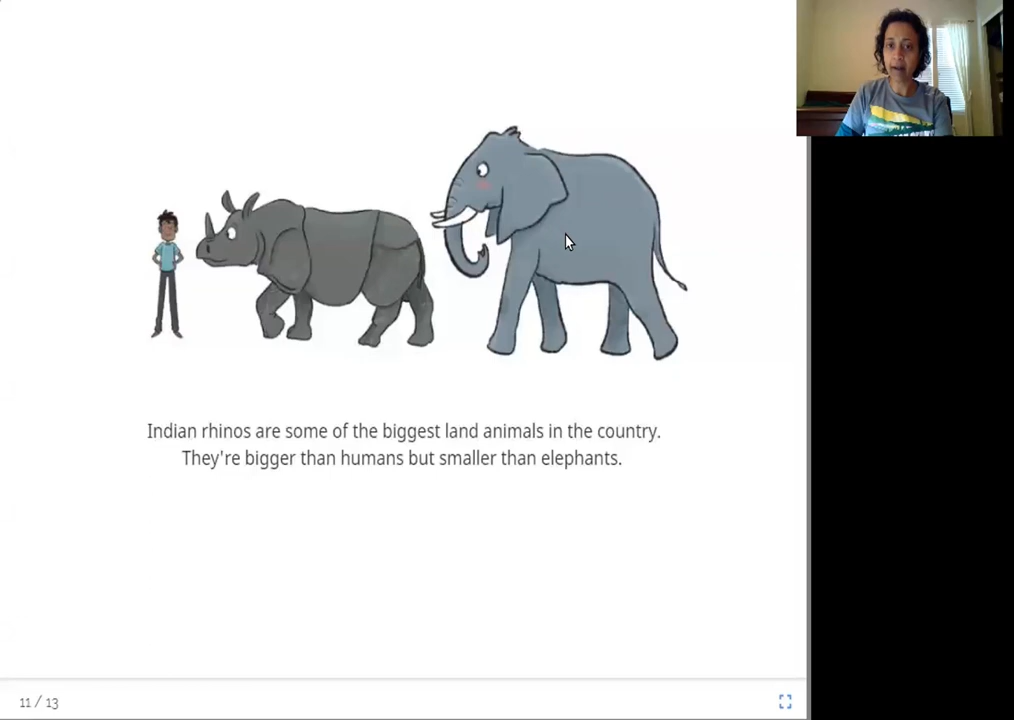 Indian rhinos are some of the biggest land animals in the country.
They're bigger than humans but smaller than elephants.
11 / 13